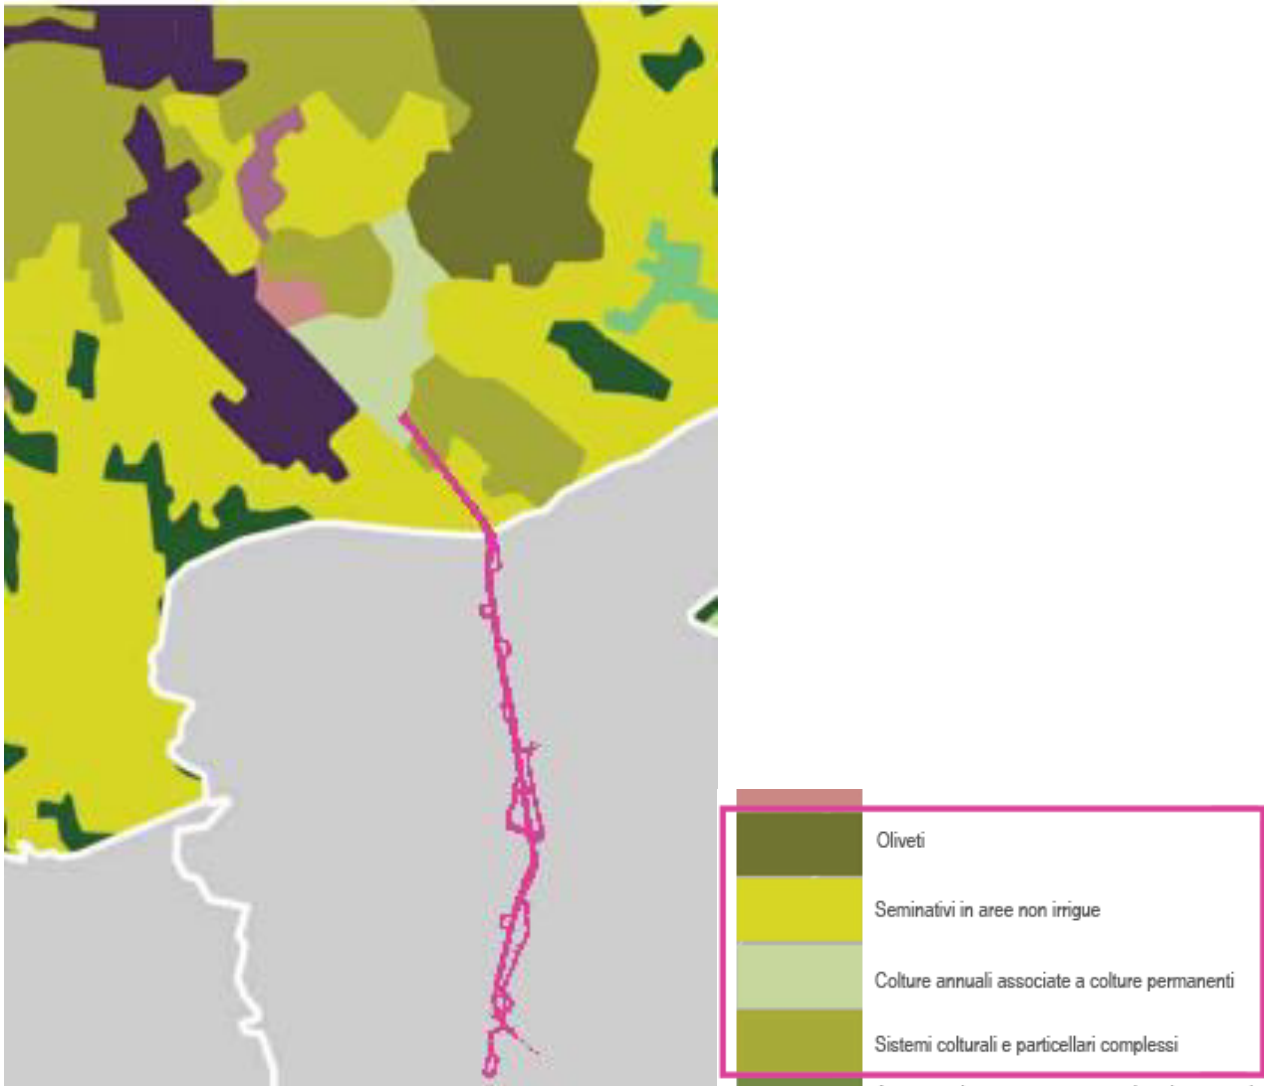 Oliveti
Seminativi in aree non irrigue
Colture annuali associate a colture permanenti
Sistemi colturali e particellari complessi